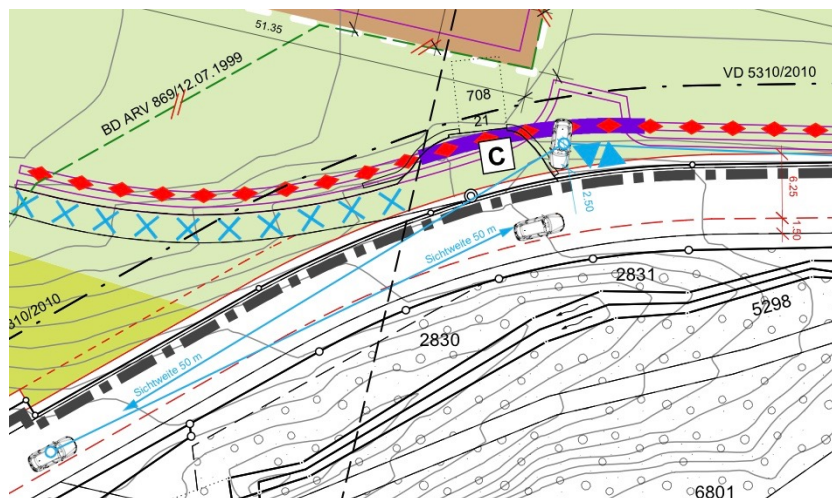 51.35
BD ARV 869/12.07.1999
VD 5310/2010
708
21
C
2.50
6.25
1.50
Sichtweite 50 m
310/2010
2831
5298
2830
Sichtweite 50 m
6801